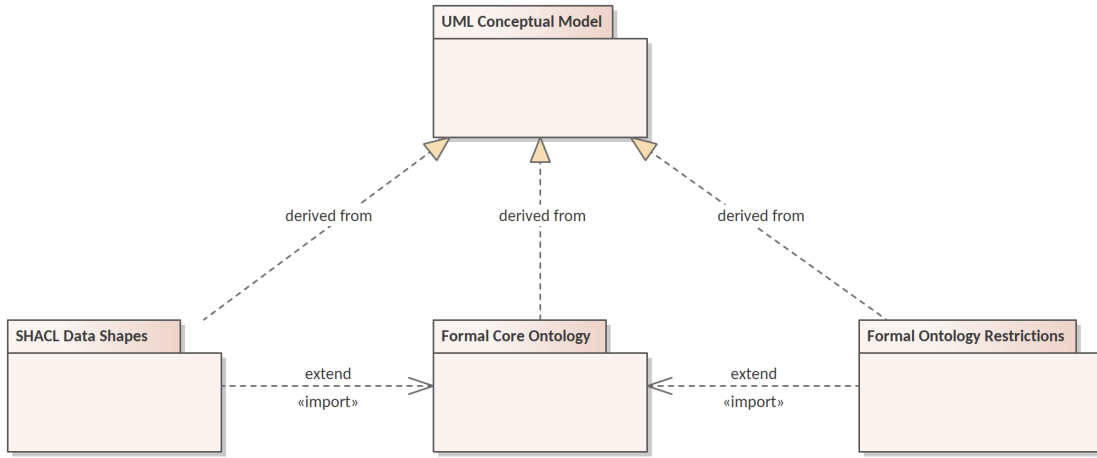 UML Conceptual Model
derived from
derived from
derived from
SHACL Data Shapes
Formal Core Ontology
Formal Ontology Restrictions
extend
«import»
extend
«import»